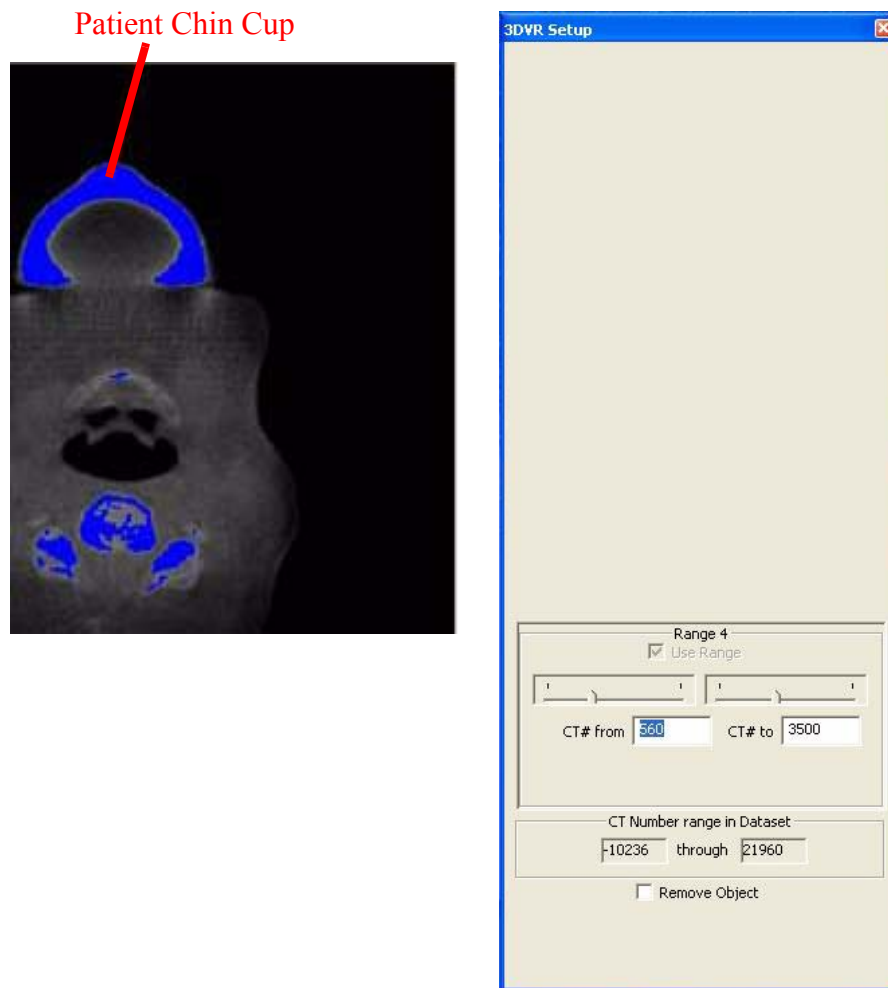 Patient Chin Cup
3DVR Setup
Range 4
Use Range
CT# from 560 CT# to 3500
CT Number range in Dataset
-10236 through 21960
Remove Object